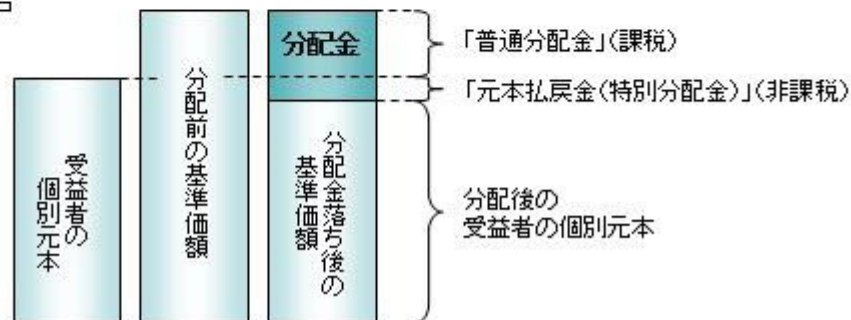 分配金
「普通分配金」(課税)
「元本払戻金(特別分配金)」(非課税)
受益者の
個別元本
分配前の基準価額
分配金落ち後の
基準価額
分配後の
受益者の個別元本